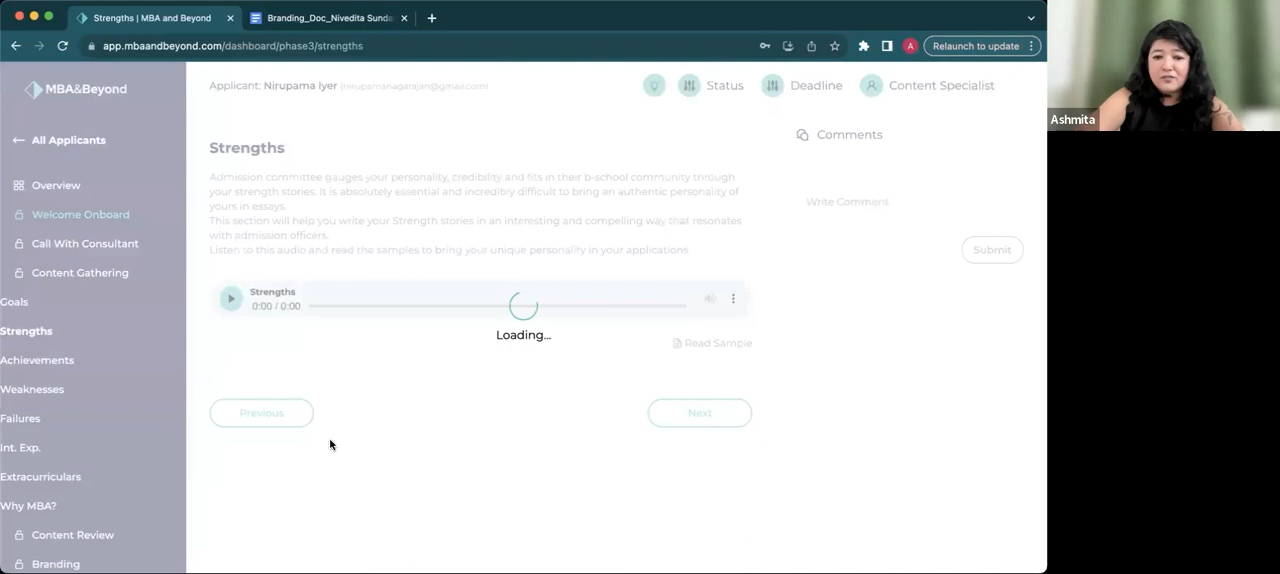 Strengths | MBA and Beyond
Branding_Doc_Nivedita Sunda
app.mbaandbeyond.com/dashboard/phase3/strengths
A
Relaunch to update
MBA&Beyond
Applicant: Nirupama Iyer (neupamanagarajan@gmail.com)
Status
Deadline
Content Specialist
Ashmita
All Applicants
Overview
Welcome Onboard
Call With Consultant
Content Gathering
Goals
Strengths
Achievements
Weaknesses
Failures
Int. Exp.
Extracurriculars
Why MBA?
Content Review
Branding
Strengths
Admission committee gauges your personality, credibility and fits in their b-school community through
your strength stories. It is absolutely essential and incredibly difficult to bring an authentic personality of
yours in essays.
This section will help you write your Strength stories in an interesting and compelling way that resonates
with admission officers.
Listen to this audio and read the samples to bring your unique personality in your applications
Strengths
0:00 / 0:00
Loading...
Read Sample
Previous
Next
Comments
Write Comment
Submit